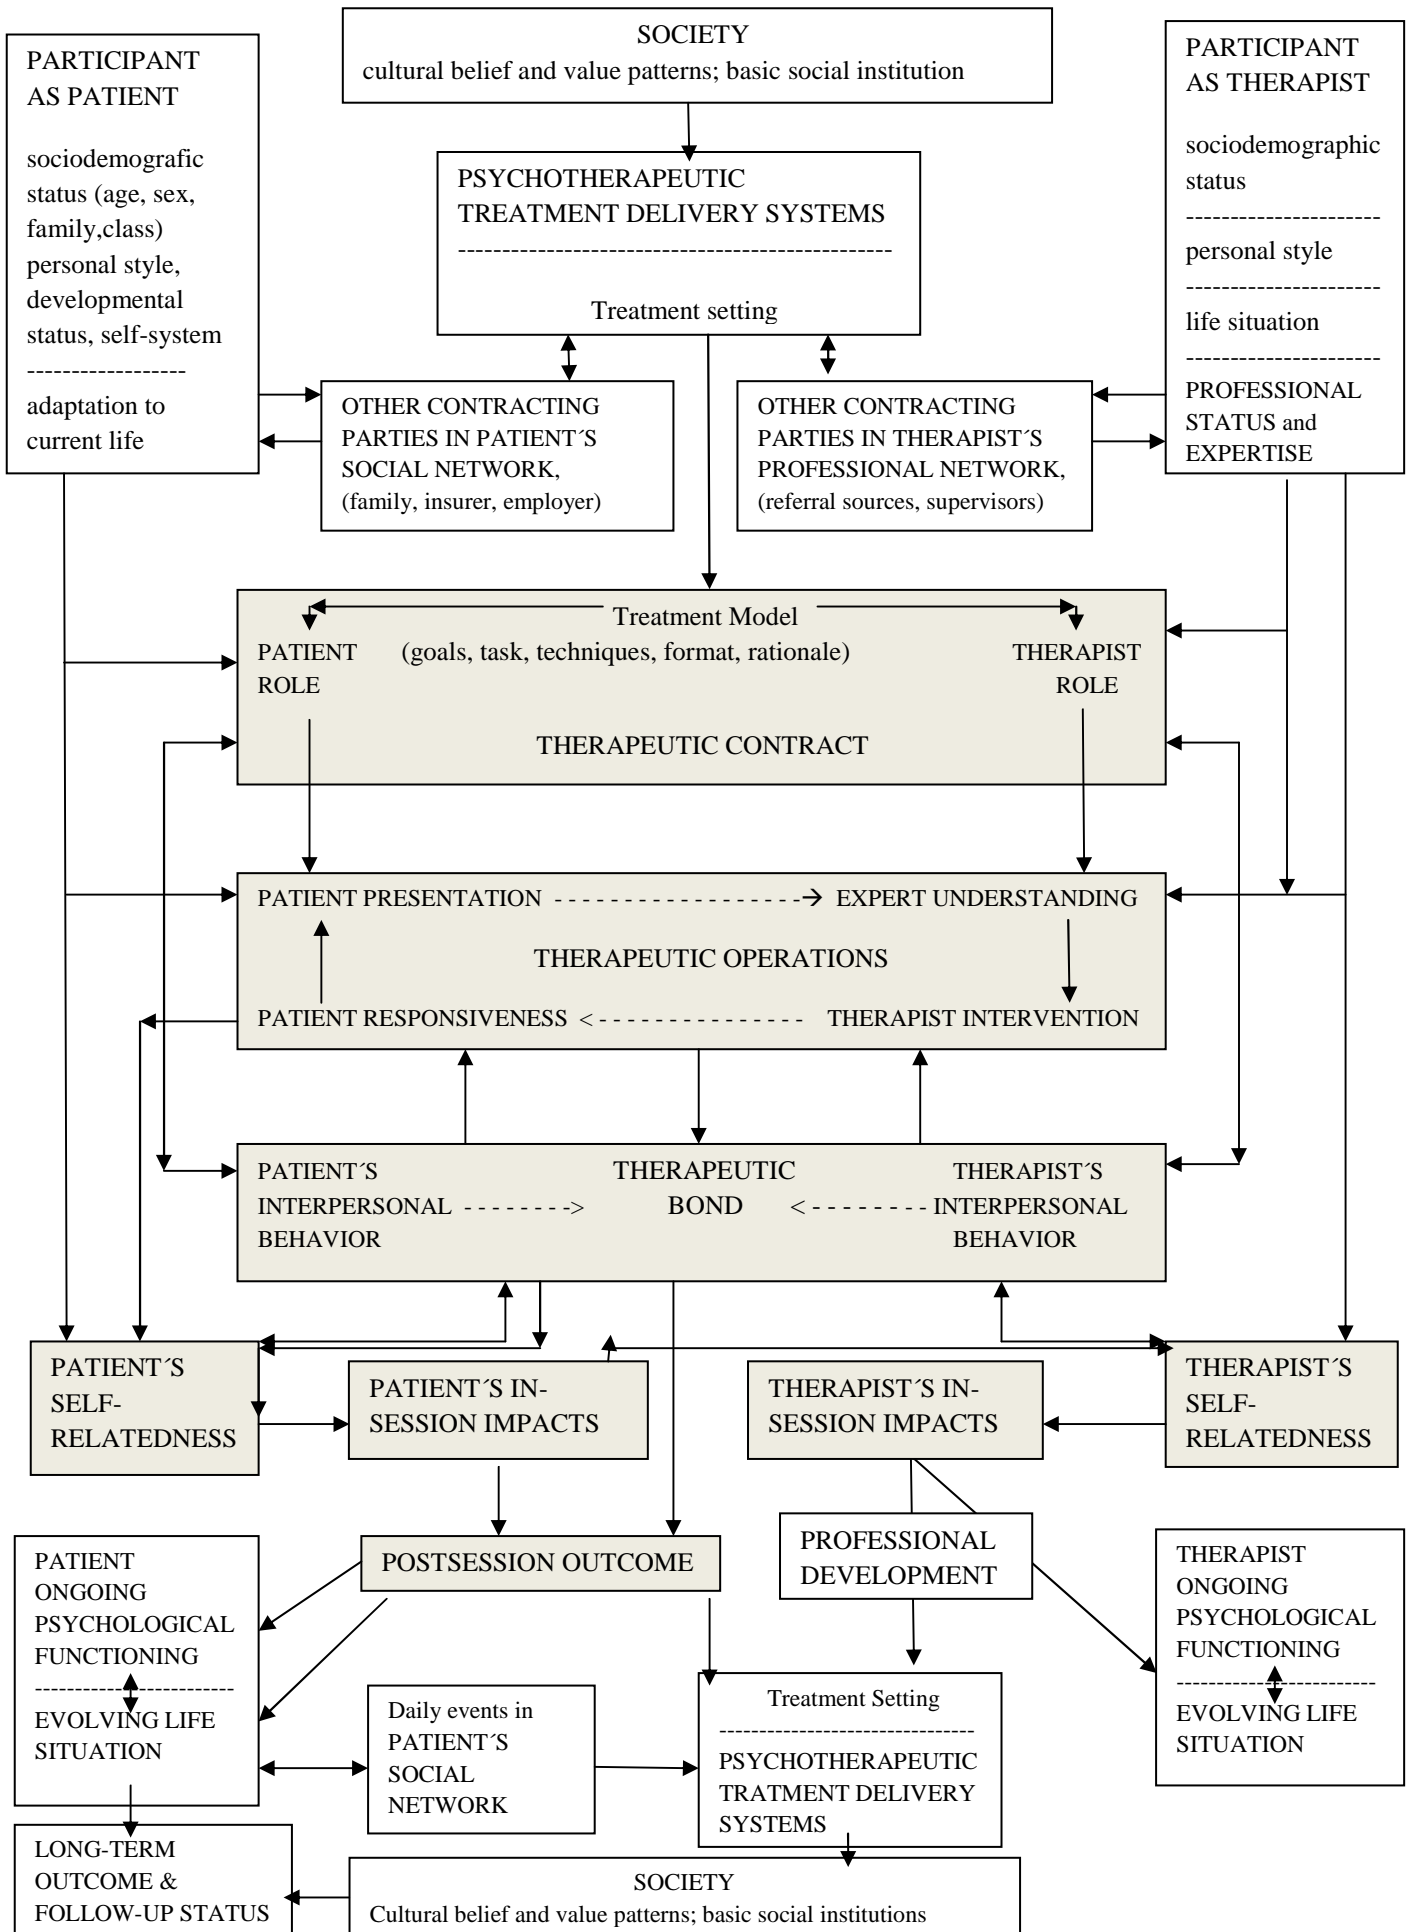 SOCIETY
cultural belief and value patterns; basic social institution
PARTICIPANT
AS PATIENT
sociodemografic
status (age, sex,
family,class)
personal style,
developmental
status, self-system
------------------
adaptation to
current life
PARTICIPANT
AS THERAPIST
sociodemographic
status
----------------------
personal style
----------------------
life situation
----------------------
PROFESSIONAL
STATUS and
EXPERTISE
PSYCHOTHERAPEUTIC
TREATMENT DELIVERY SYSTEMS
-------------------------------------------------
Treatment setting
OTHER CONTRACTING
PARTIES IN PATIENT´S
SOCIAL NETWORK,
(family, insurer, employer)
OTHER CONTRACTING
PARTIES IN THERAPIST´S
PROFESSIONAL NETWORK,
(referral sources, supervisors)
Treatment Model
(goals, task, techniques, format, rationale)
PATIENT
ROLE
THERAPIST
ROLE
THERAPEUTIC CONTRACT
PATIENT PRESENTATION - - - - - - - - - - - - - - - - - -→ EXPERT UNDERSTANDING
THERAPEUTIC OPERATIONS
PATIENT RESPONSIVENESS < - - - - - - - - - - - - - - - THERAPIST INTERVENTION
PATIENT´S
INTERPERSONAL - - - - - - - ->
BEHAVIOR
THERAPEUTIC
BOND
THERAPIST´S
< - - - - - - - - INTERPERSONAL
BEHAVIOR
PATIENT´S
SELF-
RELATEDNESS
PATIENT´S IN-
SESSION IMPACTS
THERAPIST´S IN-
SESSION IMPACTS
THERAPIST´S
SELF-
RELATEDNESS
POSTSESSION OUTCOME
PROFESSIONAL
DEVELOPMENT
PATIENT
ONGOING
PSYCHOLOGICAL
FUNCTIONING
-------------------------
EVOLVING LIFE
SITUATION
THERAPIST
ONGOING
PSYCHOLOGICAL
FUNCTIONING
-------------------------
EVOLVING LIFE
SITUATION
Daily events in
PATIENT´S
SOCIAL
NETWORK
Treatment Setting
--------------------------------
PSYCHOTHERAPEUTIC
TRATMENT DELIVERY
SYSTEMS
LONG-TERM
OUTCOME &
FOLLOW-UP STATUS
SOCIETY
Cultural belief and value patterns; basic social institutions